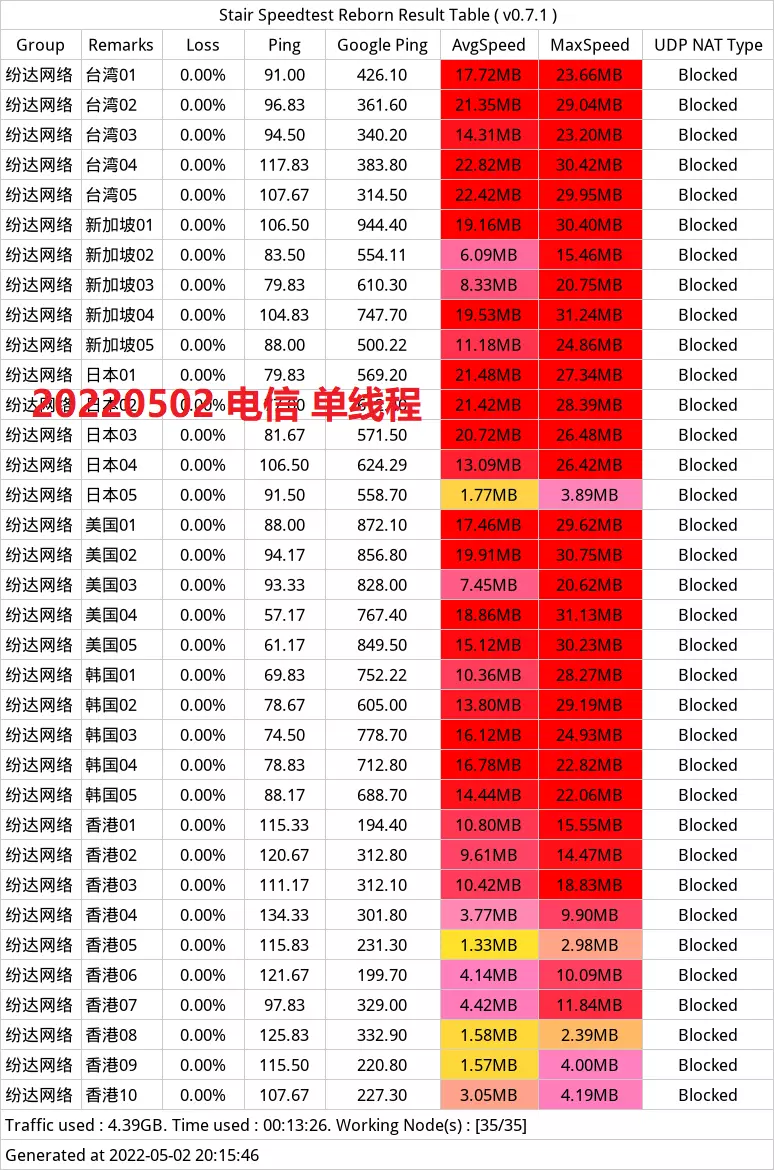 Stair Speedtest Reborn Result Table ( v0.7.1 )
Group Remarks Loss Ping Google Ping AvgSpeed MaxSpeed UDP NAT Type
纷达网络 台湾01 0.00% 91.00 426.10 17.72MB 23.66MB Blocked
纷达网络 台湾02 0.00% 96.83 361.60 21.35MB 29.04MB Blocked
纷达网络 台湾03 0.00% 94.50 340.20 14.31MB 23.20MB Blocked
纷达网络 台湾04 0.00% 117.83 383.80 22.82MB 30.42MB Blocked
纷达网络 台湾05 0.00% 107.67 314.50 22.42MB 29.95MB Blocked
纷达网络 新加坡01 0.00% 106.50 944.40 19.16MB 30.40MB Blocked
纷达网络 新加坡02 0.00% 83.50 554.11 6.09MB 15.46MB Blocked
纷达网络 新加坡03 0.00% 79.83 610.30 8.33MB 20.75MB Blocked
纷达网络 新加坡04 0.00% 104.83 747.70 19.53MB 31.24MB Blocked
纷达网络 新加坡05 0.00% 88.00 500.22 11.18MB 24.86MB Blocked
纷达网络 日本01 0.00% 79.83 569.20 21.48MB 27.34MB Blocked
纷达网络 日本02 0.00% 21.42MB 28.39MB Blocked
20220502 电信 单线程
纷达网络 日本03 0.00% 81.67 571.50 20.72MB 26.48MB Blocked
纷达网络 日本04 0.00% 106.50 624.29 13.09MB 26.42MB Blocked
纷达网络 日本05 0.00% 91.50 558.70 1.77MB 3.89MB Blocked
纷达网络 美国01 0.00% 88.00 872.10 17.46MB 29.62MB Blocked
纷达网络 美国02 0.00% 94.17 856.80 19.91MB 30.75MB Blocked
纷达网络 美国03 0.00% 93.33 828.00 7.45MB 20.62MB Blocked
纷达网络 美国04 0.00% 57.17 767.40 18.86MB 31.13MB Blocked
纷达网络 美国05 0.00% 61.17 849.50 15.12MB 30.23MB Blocked
纷达网络 韩国01 0.00% 69.83 752.22 10.36MB 28.27MB Blocked
纷达网络 韩国02 0.00% 78.67 605.00 13.80MB 29.19MB Blocked
纷达网络 韩国03 0.00% 74.50 778.70 16.12MB 24.93MB Blocked
纷达网络 韩国04 0.00% 78.83 712.80 16.78MB 22.82MB Blocked
纷达网络 韩国05 0.00% 88.17 688.70 14.44MB 22.06MB Blocked
纷达网络 香港01 0.00% 115.33 194.40 10.80MB 15.55MB Blocked
纷达网络 香港02 0.00% 120.67 312.80 9.61MB 14.47MB Blocked
纷达网络 香港03 0.00% 111.17 312.10 10.42MB 18.83MB Blocked
纷达网络 香港04 0.00% 134.33 301.80 3.77MB 9.90MB Blocked
纷达网络 香港05 0.00% 115.83 231.30 1.33MB 2.98MB Blocked
纷达网络 香港06 0.00% 121.67 199.70 4.14MB 10.09MB Blocked
纷达网络 香港07 0.00% 97.83 329.00 4.42MB 11.84MB Blocked
纷达网络 香港08 0.00% 125.83 332.90 1.58MB 2.39MB Blocked
纷达网络 香港09 0.00% 115.50 220.80 1.57MB 4.00MB Blocked
纷达网络 香港10 0.00% 107.67 227.30 3.05MB 4.19MB Blocked
Traffic used : 4.39GB. Time used : 00:13:26. Working Node(s) : [35/35]
Generated at 2022-05-02 20:15:46